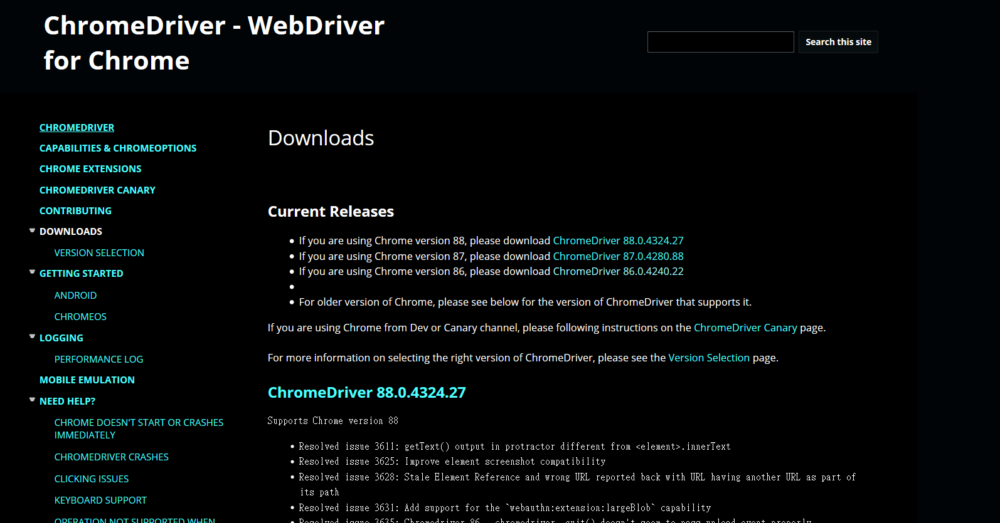 ChromeDriver - WebDriver
for Chrome
Search this site
CHROMEDRIVER
CAPABILITIES & CHROMEOPTIONS
CHROME EXTENSIONS
CHROMEDRIVER CANARY
CONTRIBUTING
DOWNLOADS
VERSION SELECTION
GETTING STARTED
ANDROID
CHROMEOS
LOGGING
PERFORMANCE LOG
MOBILE EMULATION
NEED HELP?
CHROME DOESN'T START OR CRASHES
IMMEDIATELY
CHROMEDRIVER CRASHES
CLICKING ISSUES
KEYBOARD SUPPORT
OPERATION NOT SUPPORTED WHEN
Downloads
Current Releases
If you are using Chrome version 88, please download ChromeDriver 88.0.4324.27
If you are using Chrome version 87, please download ChromeDriver 87.0.4280.88
If you are using Chrome version 86, please download ChromeDriver 86.0.4240.22
For older version of Chrome, please see below for the version of ChromeDriver that supports it.
If you are using Chrome from Dev or Canary channel, please following instructions on the ChromeDriver Canary page.
For more information on selecting the right version of ChromeDriver, please see the Version Selection page.
ChromeDriver 88.0.4324.27
Supports Chrome version 88
Resolved issue 3611: getText() output in protractor different from <element>.innerText
Resolved issue 3625: Improve element screenshot compatibility
Resolved issue 3628: Stale Element Reference and wrong URL reported back with URL having another URL as part of
its path
Resolved issue 3631: Add support for the `webauthn:extension:largeBlob` capability
Resolved issue 3635: Chromedriver 86 - chromedriver quit() doesn't seem to pass unload event properly